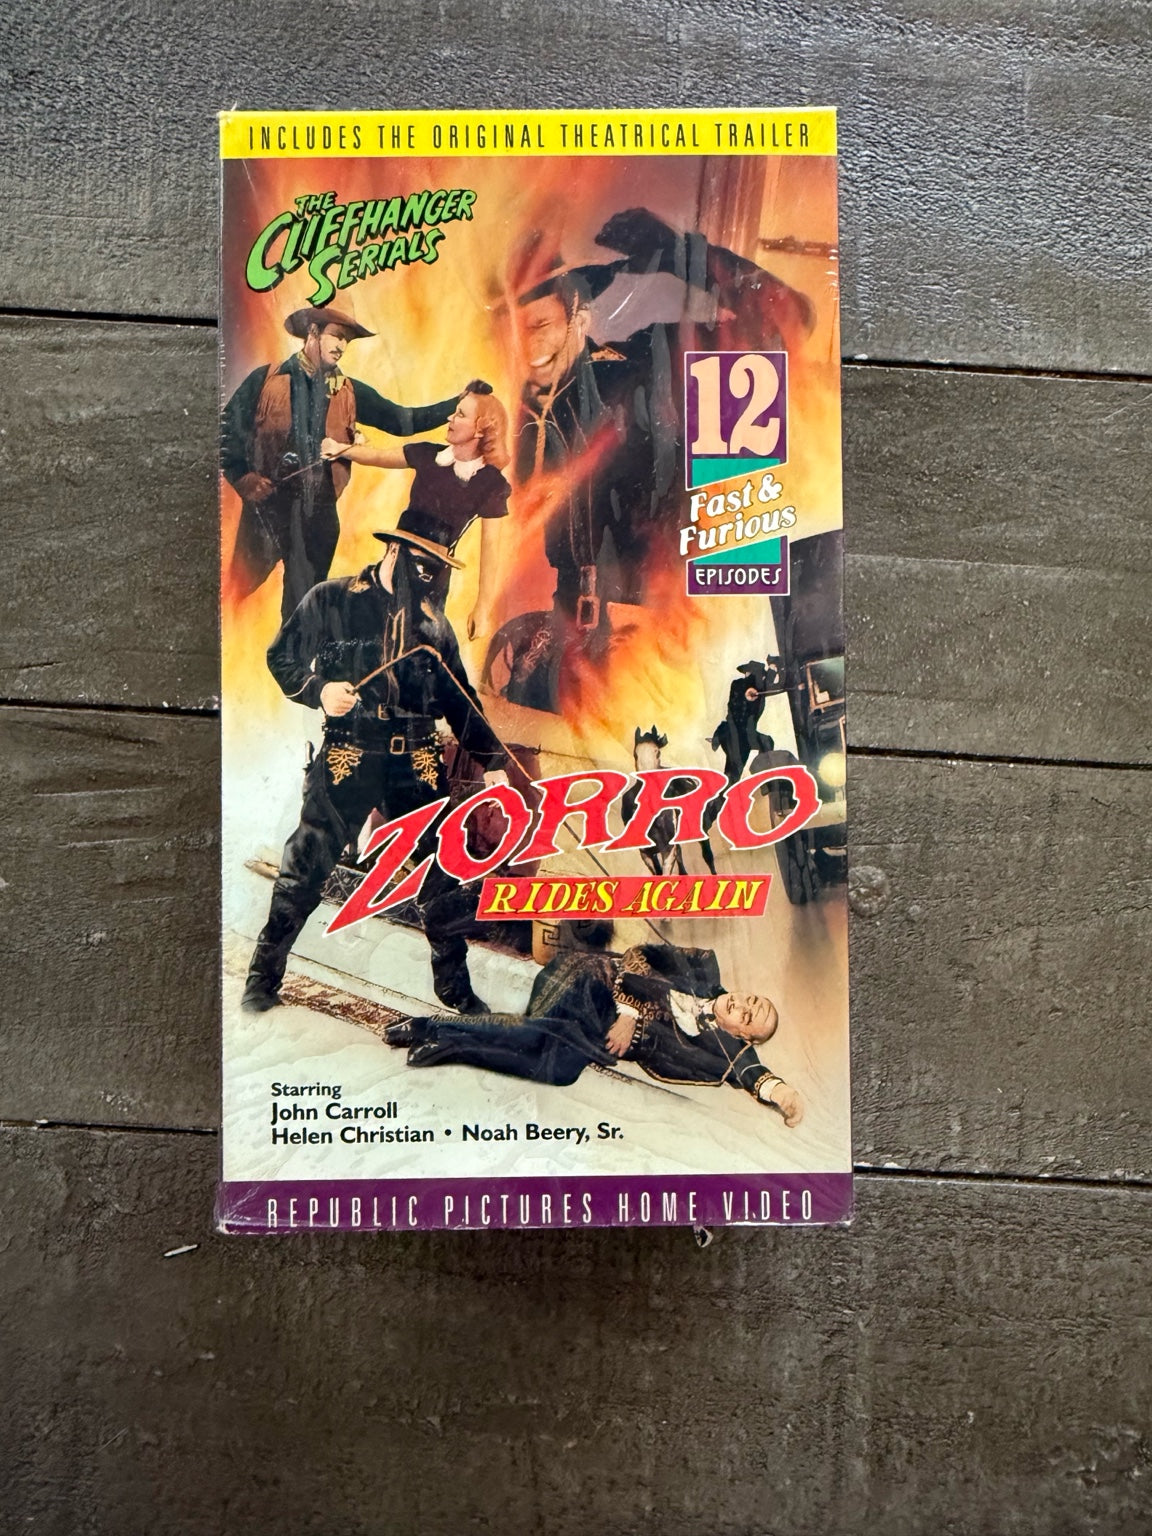 INCLUDES THE ORIGINAL THEATRICAL TRAILER
THE
CLIFFHANGER
SERIALS
12
Fast &
Furious
EPISODES
ZORRO
RIDES AGAIN
Starring
John Carroll
Helen Christian • Noah Beery, Sr.
REPUBLIC PICTURES HOME VIDEO